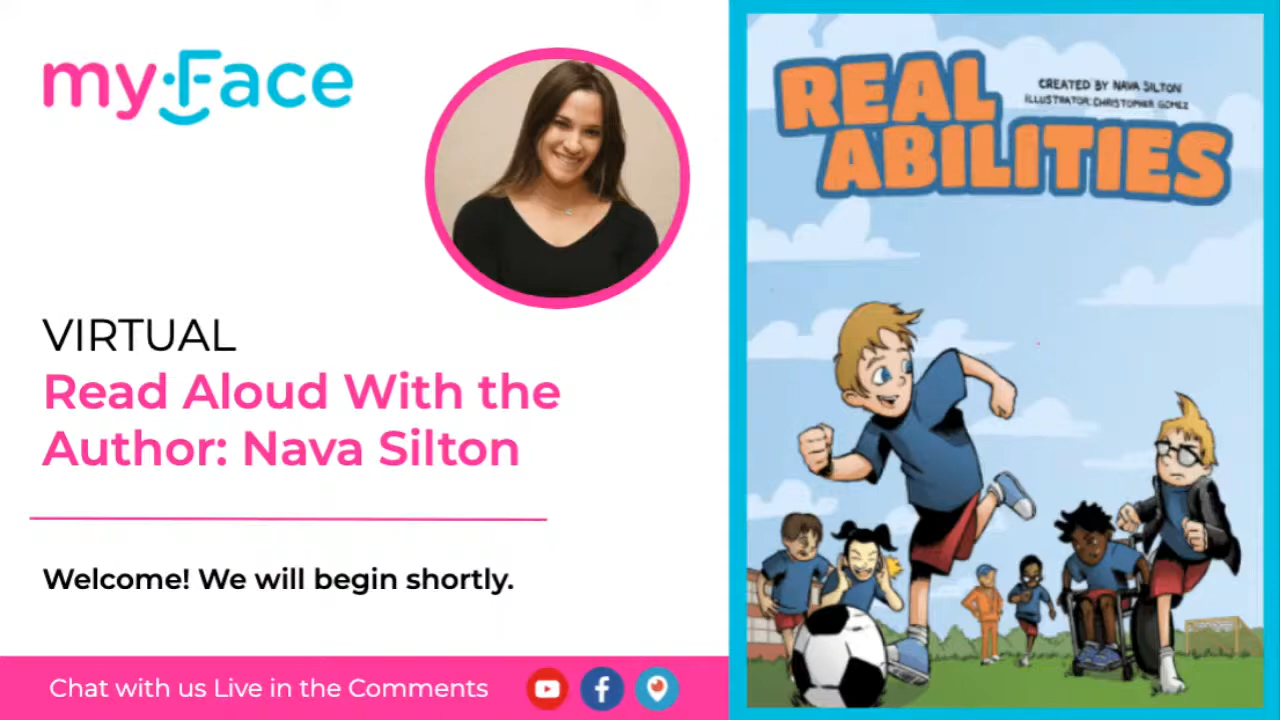 myFace
VIRTUAL
Read Aloud With the
Author: Nava Silton
Welcome! We will begin shortly.
Chat with us Live in the Comments
REAL
ABILITIES
CREATED BY NAVA SILTON
ILLUSTRATOR: CHRISTOPHER GOMEZ